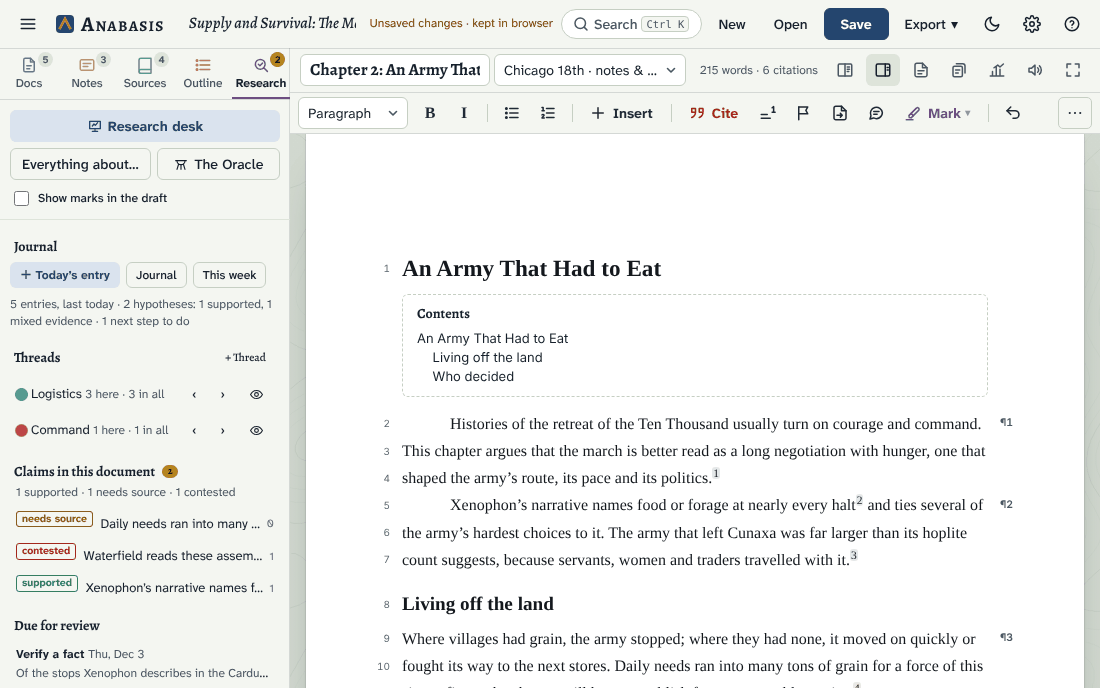 ANABASIS
Supply and Survival: The M
Unsaved changes · kept in browser
Search Ctrl K
New
Open
Save
Export ▾
Docs 5
Notes 3
Sources 4
Outline
Research 2
Chapter 2: An Army That
Chicago 18th · notes & ...
215 words · 6 citations
Paragraph
B
I
+ Insert
Cite
Mark ▾
...
Research desk
Everything about...
The Oracle
Show marks in the draft
Journal
+ Today's entry
Journal
This week
5 entries, last today · 2 hypotheses: 1 supported, 1
mixed evidence · 1 next step to do
Threads
+ Thread
Logistics 3 here · 3 in all ‹ ›
Command 1 here · 1 in all ‹ ›
Claims in this document 2
1 supported · 1 needs source · 1 contested
needs source Daily needs ran into many ... 0
contested Waterfield reads these assem... 1
supported Xenophon's narrative names f... 1
Due for review
Verify a fact Thu, Dec 3
Of the stops Xenophon describes in the Cardu...
1 An Army That Had to Eat
Contents
An Army That Had to Eat
Living off the land
Who decided
2 Histories of the retreat of the Ten Thousand usually turn on courage and command. ¶1
3 This chapter argues that the march is better read as a long negotiation with hunger, one that
4 shaped the army’s route, its pace and its politics.1
5 Xenophon’s narrative names food or forage at nearly every halt2 and ties several of ¶2
6 the army’s hardest choices to it. The army that left Cunaxa was far larger than its hoplite
7 count suggests, because servants, women and traders travelled with it.3
8 Living off the land
9 Where villages had grain, the army stopped; where they had none, it moved on quickly or ¶3
10 fought its way to the next stores. Daily needs ran into many tons of grain for a force of this